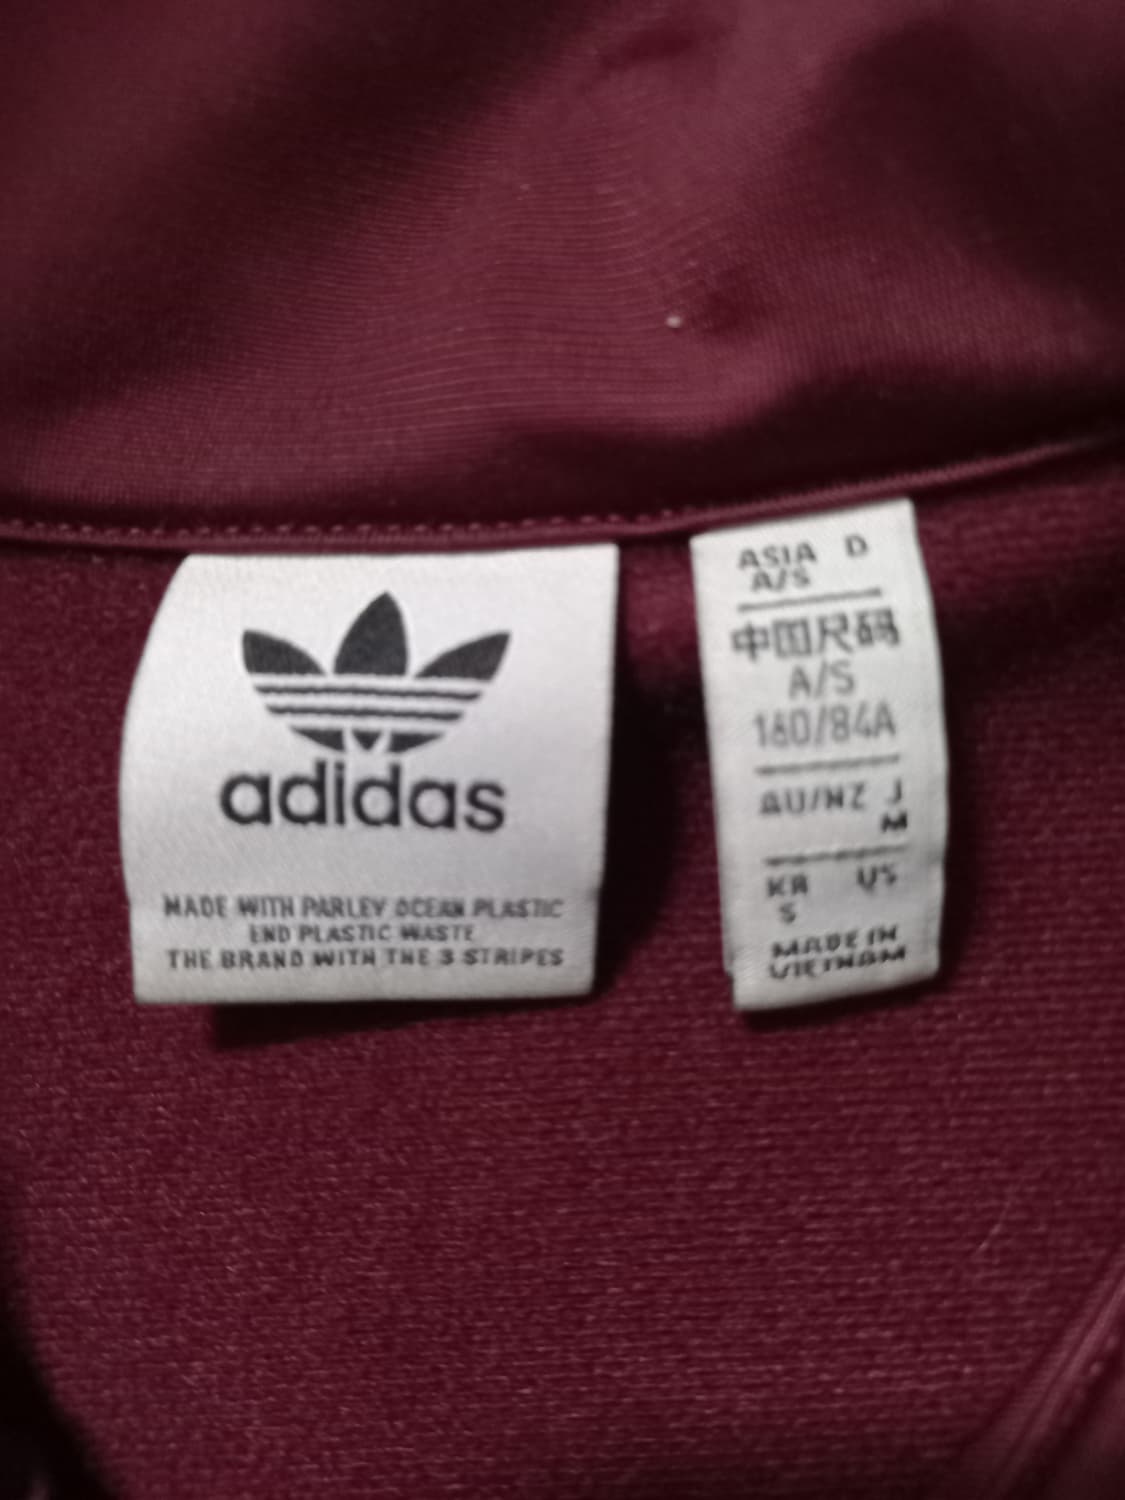 adidas
MADE WITH PARLEY OCEAN PLASTIC
END PLASTIC WASTE
THE BRAND WITH THE 3 STRIPES
ASIA D
A/S
中国尺码
A/S
160/84A
AU/NZ J
M
KR US
S
MADE IN
VIETNAM